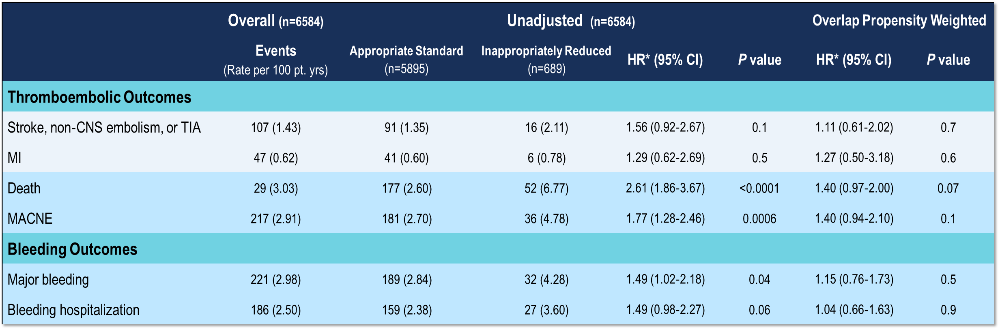 Overall (n=6584) Unadjusted (n=6584) Overlap Propensity Weighted
Events Appropriate Standard Inappropriately Reduced HR* (95% CI) P value HR* (95% CI) P value
(Rate per 100 pt. yrs) (n=5895) (n=689)
Thromboembolic Outcomes
Stroke, non-CNS embolism, or TIA 107 (1.43) 91 (1.35) 16 (2.11) 1.56 (0.92-2.67) 0.1 1.11 (0.61-2.02) 0.7
MI 47 (0.62) 41 (0.60) 6 (0.78) 1.29 (0.62-2.69) 0.5 1.27 (0.50-3.18) 0.6
Death 29 (3.03) 177 (2.60) 52 (6.77) 2.61 (1.86-3.67) <0.0001 1.40 (0.97-2.00) 0.07
MACNE 217 (2.91) 181 (2.70) 36 (4.78) 1.77 (1.28-2.46) 0.0006 1.40 (0.94-2.10) 0.1
Bleeding Outcomes
Major bleeding 221 (2.98) 189 (2.84) 32 (4.28) 1.49 (1.02-2.18) 0.04 1.15 (0.76-1.73) 0.5
Bleeding hospitalization 186 (2.50) 159 (2.38) 27 (3.60) 1.49 (0.98-2.27) 0.06 1.04 (0.66-1.63) 0.9